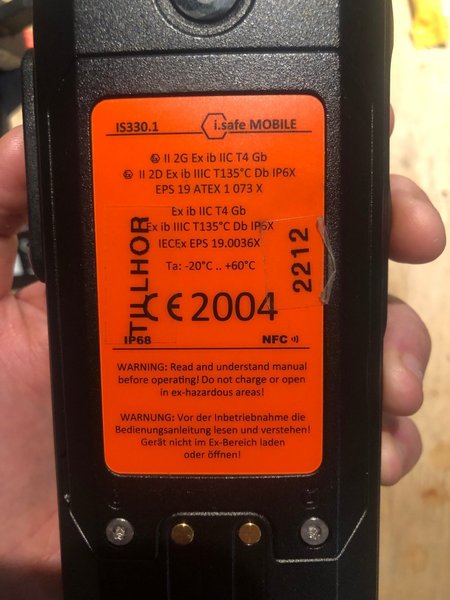 IS330.1 i.safe MOBILE
II 2G Ex ib IIC T4 Gb
II 2D Ex ib IIIC T135°C Db IP6X
EPS 19 ATEX 1 073 X
Ex ib IIC T4 Gb
Ex ib IIIC T135°C Db IP6X
IECEx EPS 19.0036X
Ta: -20°C .. +60°C
CE 2004
IP68 NFC
TILLHOR
2212
WARNING: Read and understand manual
before operating! Do not charge or open
in ex-hazardous areas!
WARNUNG: Vor der Inbetriebnahme die
Bedienungsanleitung lesen und verstehen!
Gerät nicht im Ex-Bereich laden
oder öffnen!